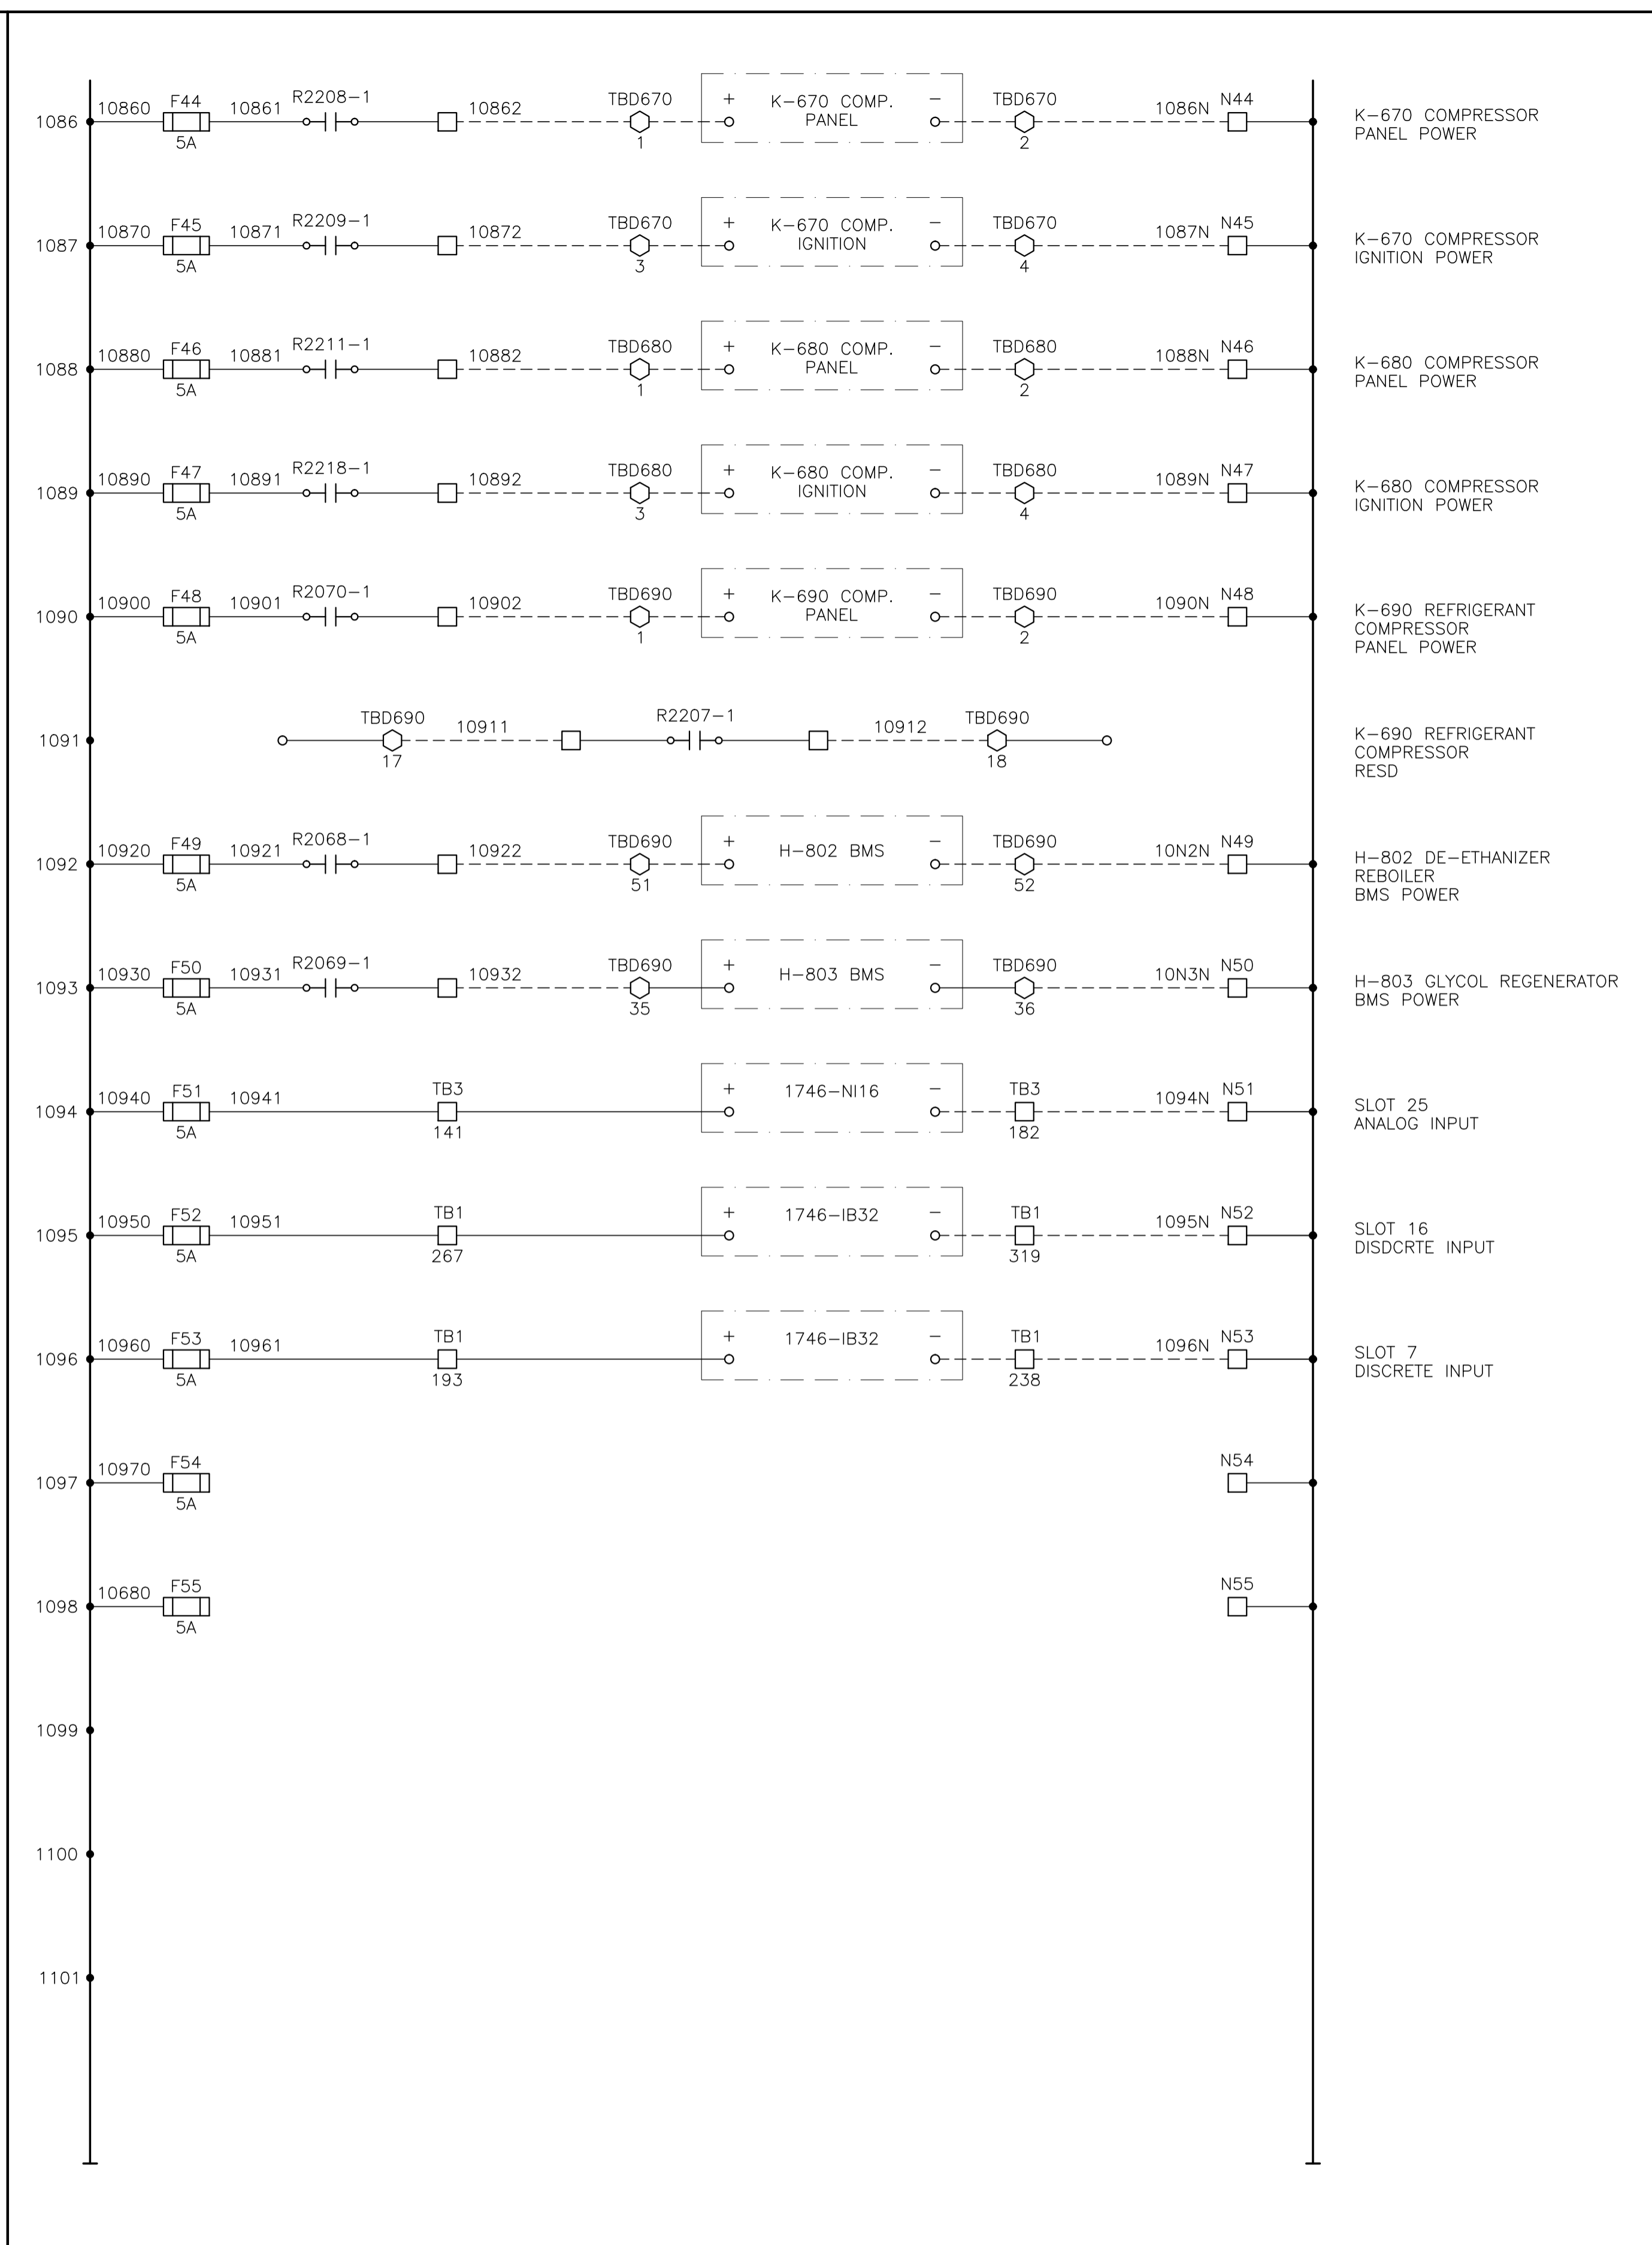 1086 10860 F44 5A 10861 R2208-1 10862 TBD670 1 + K-670 COMP. PANEL - TBD670 2 1086N N44 K-670 COMPRESSOR
PANEL POWER
1087 10870 F45 5A 10871 R2209-1 10872 TBD670 3 + K-670 COMP. IGNITION - TBD670 4 1087N N45 K-670 COMPRESSOR
IGNITION POWER
1088 10880 F46 5A 10881 R2211-1 10882 TBD680 1 + K-680 COMP. PANEL - TBD680 2 1088N N46 K-680 COMPRESSOR
PANEL POWER
1089 10890 F47 5A 10891 R2218-1 10892 TBD680 3 + K-680 COMP. IGNITION - TBD680 4 1089N N47 K-680 COMPRESSOR
IGNITION POWER
1090 10900 F48 5A 10901 R2070-1 10902 TBD690 1 + K-690 COMP. PANEL - TBD690 2 1090N N48 K-690 REFRIGERANT
COMPRESSOR
PANEL POWER
1091 TBD690 17 10911 R2207-1 10912 TBD690 18 K-690 REFRIGERANT
COMPRESSOR
RESD
1092 10920 F49 5A 10921 R2068-1 10922 TBD690 51 + H-802 BMS - TBD690 52 10N2N N49 H-802 DE-ETHANIZER
REBOILER
BMS POWER
1093 10930 F50 5A 10931 R2069-1 10932 TBD690 35 + H-803 BMS - TBD690 36 10N3N N50 H-803 GLYCOL REGENERATOR
BMS POWER
1094 10940 F51 5A 10941 TB3 141 + 1746-NI16 - TB3 182 1094N N51 SLOT 25
ANALOG INPUT
1095 10950 F52 5A 10951 TB1 267 + 1746-IB32 - TB1 319 1095N N52 SLOT 16
DISDCRTE INPUT
1096 10960 F53 5A 10961 TB1 193 + 1746-IB32 - TB1 238 1096N N53 SLOT 7
DISCRETE INPUT
1097 10970 F54 5A N54
1098 10680 F55 5A N55
1099
1100
1101